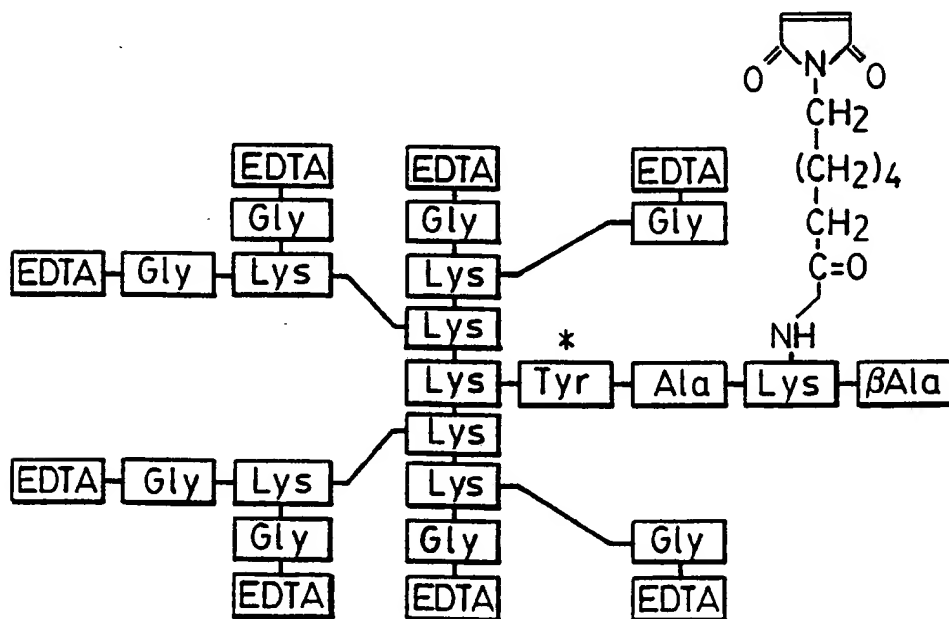 O N O
CH2
(CH2)4
CH2
C=O
NH
EDTA EDTA EDTA
Gly Gly Gly
EDTA Gly Lys Lys
Lys
*
Lys Tyr Ala Lys βAla
Lys
EDTA Gly Lys Lys
Gly Gly Gly
EDTA EDTA EDTA